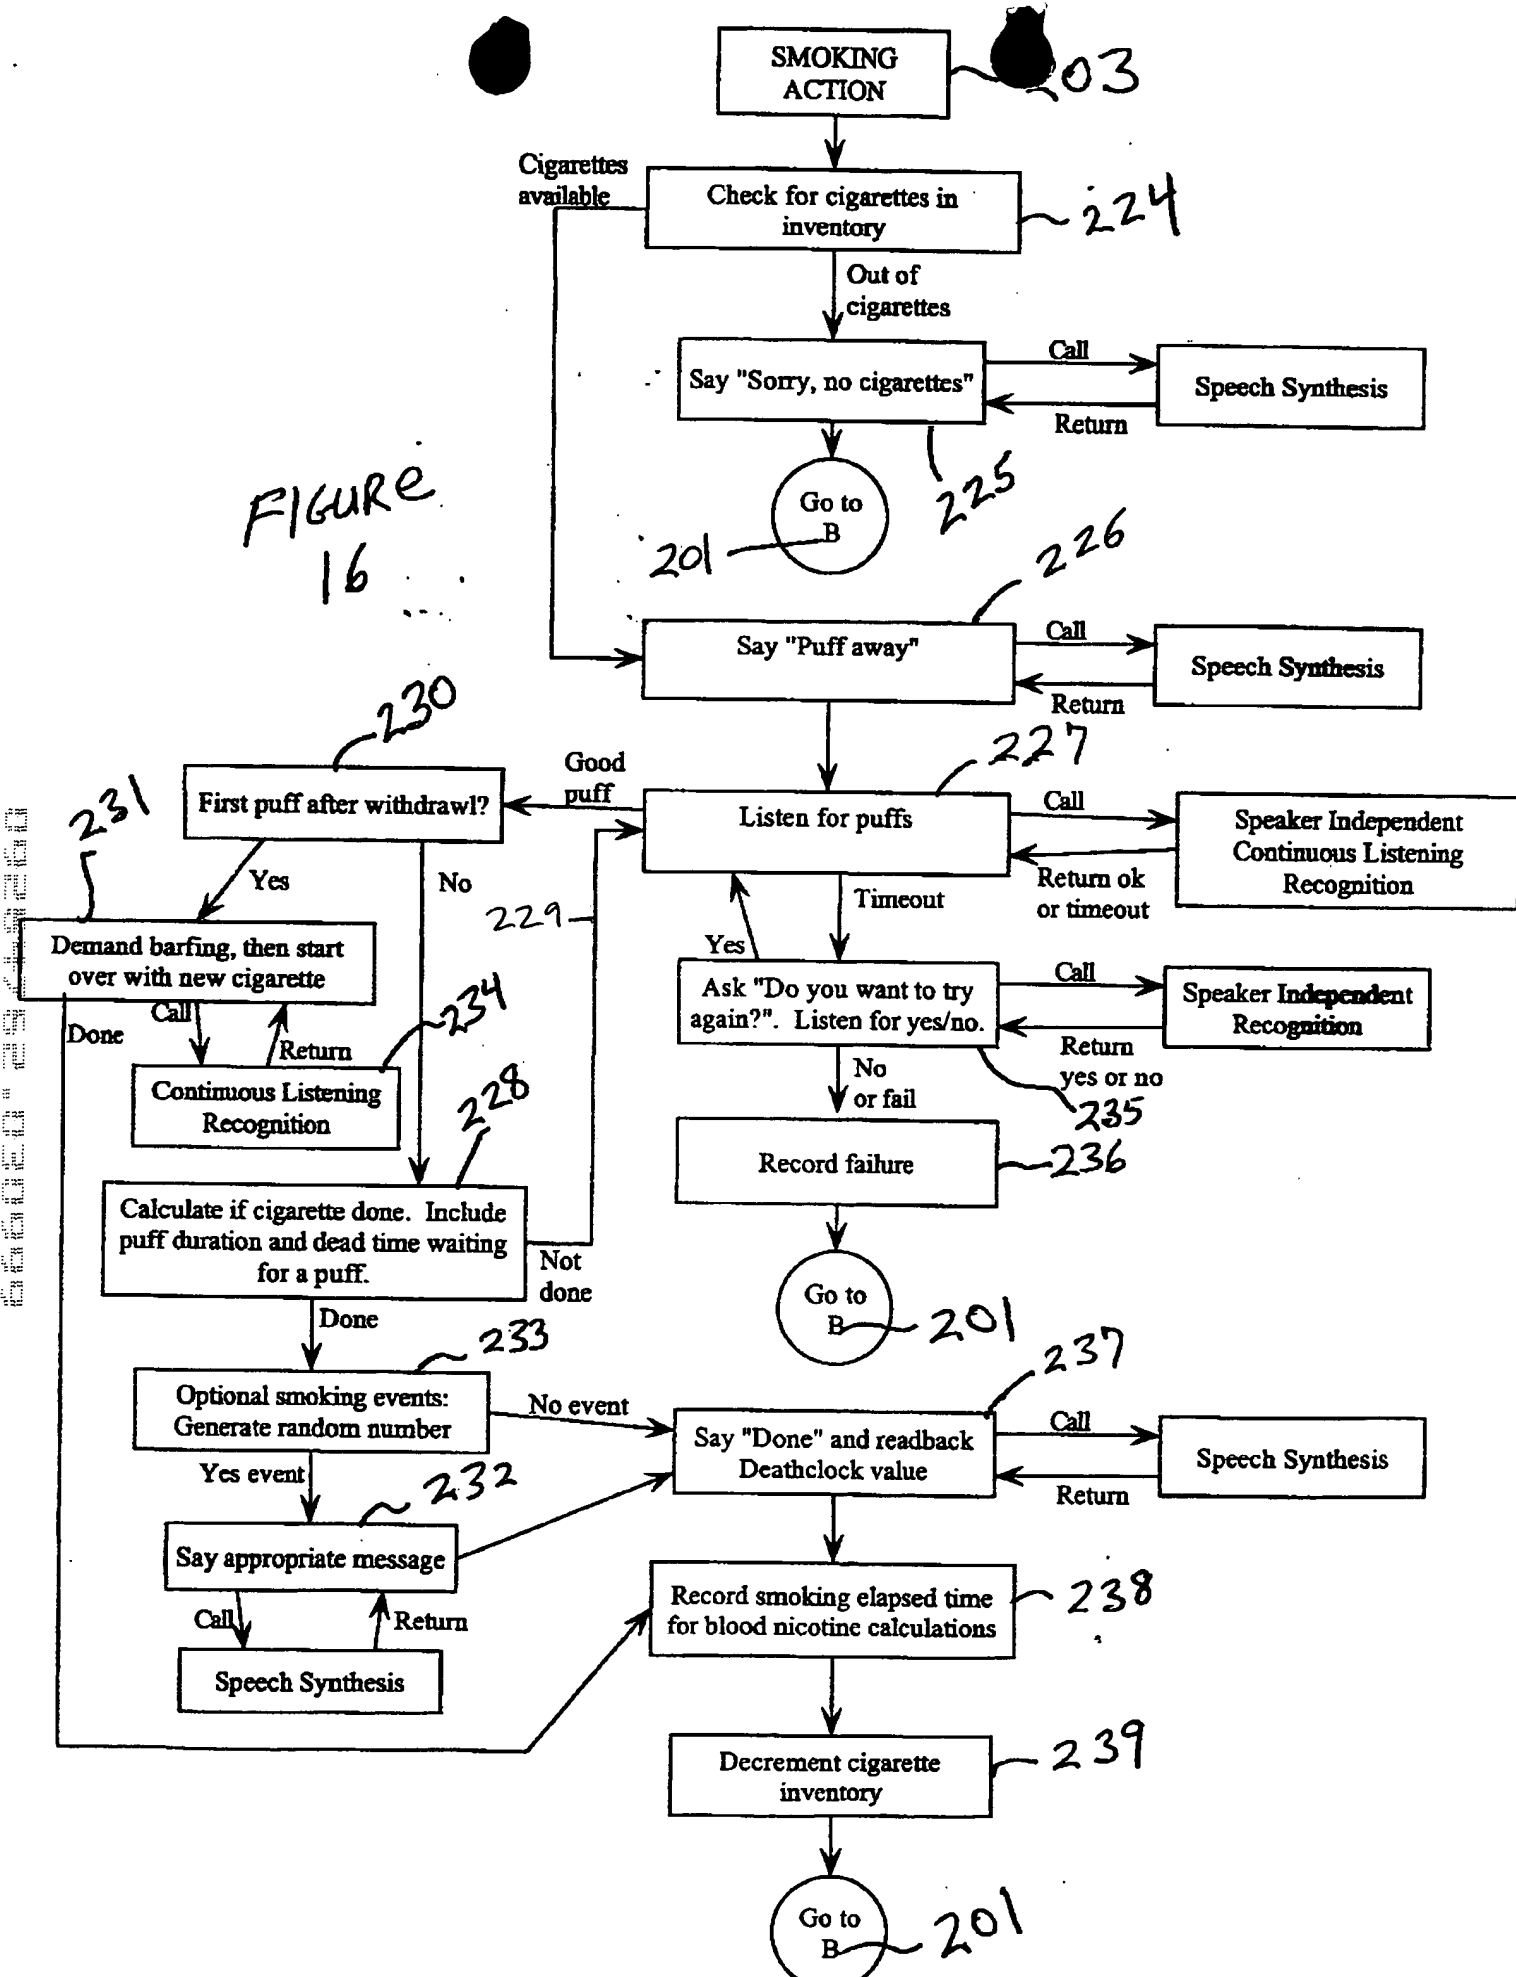 SMOKING
ACTION
03
Cigarettes
available
Check for cigarettes in
inventory
224
Out of
cigarettes
Say "Sorry, no cigarettes"
Call
Return
Speech Synthesis
225
Go to
B
201
FIGURE
16
226
Say "Puff away"
Call
Return
Speech Synthesis
230
227
Good
puff
First puff after withdrawl?
Listen for puffs
Call
Return ok
or timeout
Speaker Independent
Continuous Listening
Recognition
231
Yes
No
229
Timeout
Yes
Demand barfing, then start
over with new cigarette
Ask "Do you want to try
again?". Listen for yes/no.
Call
Return
yes or no
Speaker Independent
Recognition
235
Done
Call
Return
234
Continuous Listening
Recognition
228
No
or fail
Record failure
236
Calculate if cigarette done. Include
puff duration and dead time waiting
for a puff.
Not
done
Done
Go to
B
201
233
237
Optional smoking events:
Generate random number
No event
Say "Done" and readback
Deathclock value
Call
Return
Speech Synthesis
Yes event
232
Say appropriate message
Call
Return
Speech Synthesis
Record smoking elapsed time
for blood nicotine calculations
238
Decrement cigarette
inventory
239
Go to
B
201